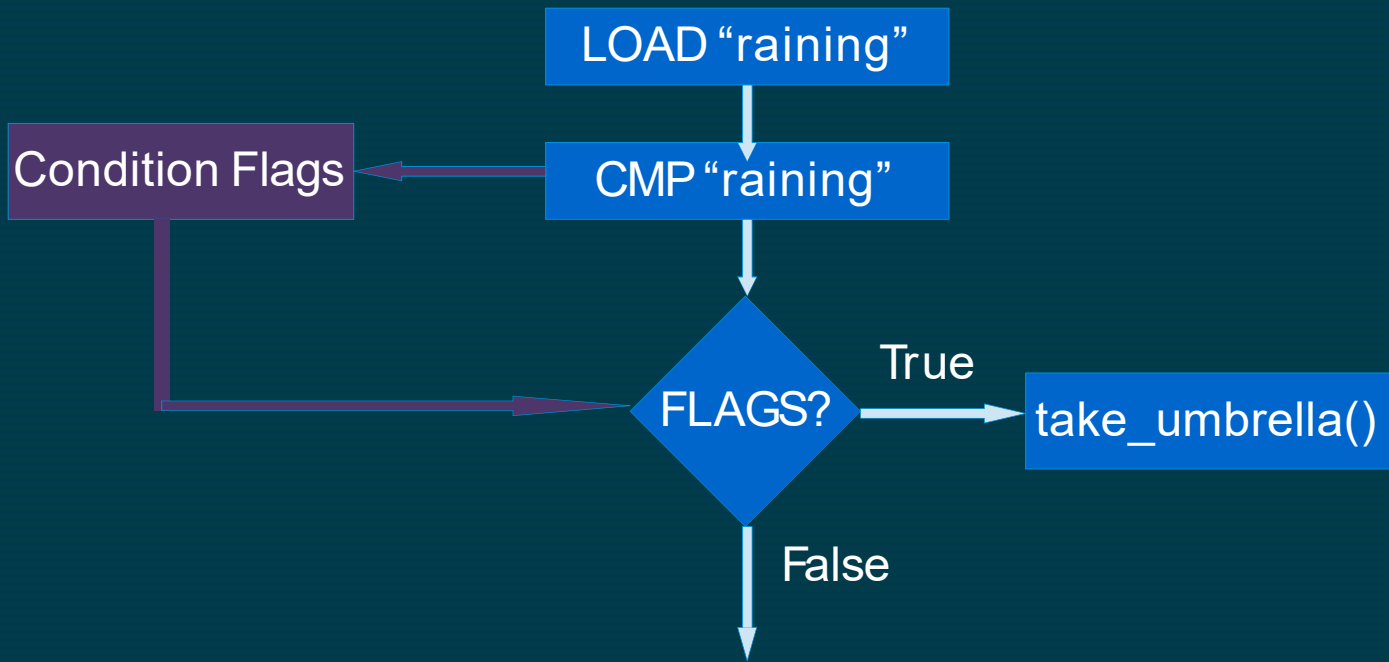 LOAD “raining”
Condition Flags
CMP “raining”
True
FLAGS?
take_umbrella()
False